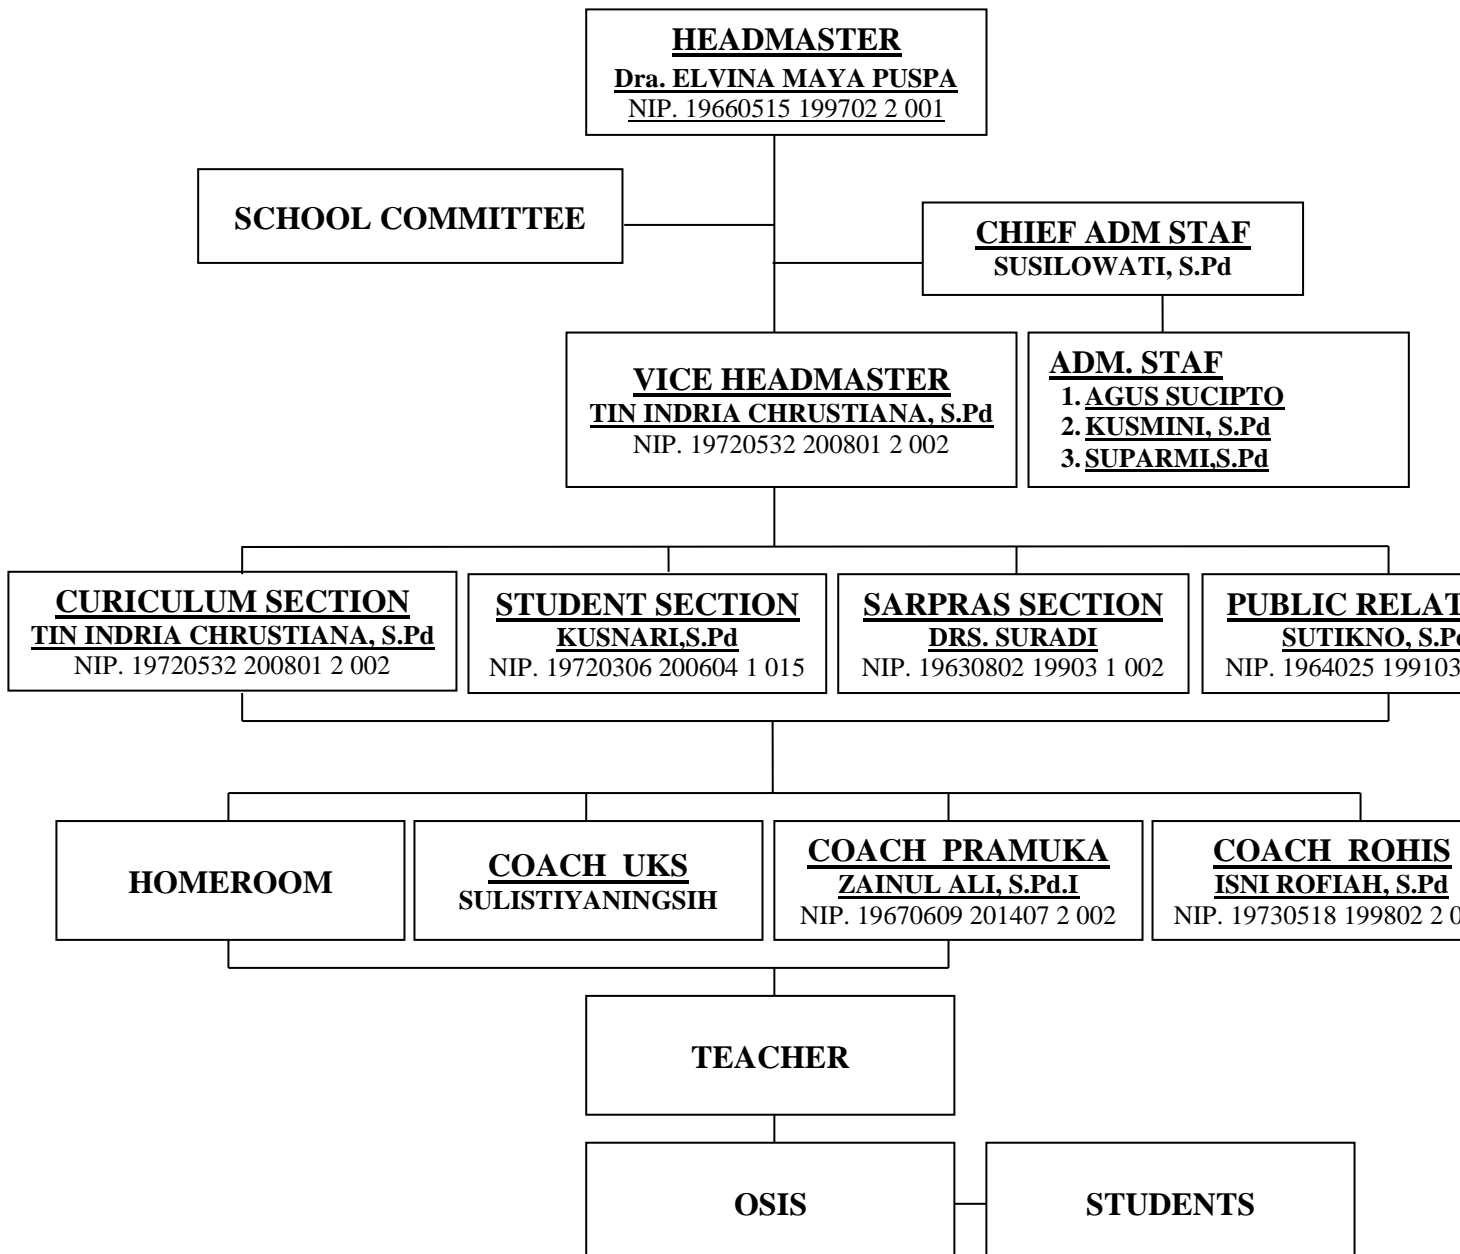 HEADMASTER
Dra. ELVINA MAYA PUSPA
NIP. 19660515 199702 2 001
SCHOOL COMMITTEE
CHIEF ADM STAF
SUSILOWATI, S.Pd
VICE HEADMASTER
TIN INDRIA CHRUSTIANA, S.Pd
NIP. 19720532 200801 2 002
ADM. STAF
1. AGUS SUCIPTO
2. KUSMINI, S.Pd
3. SUPARMI,S.Pd
CURICULUM SECTION
TIN INDRIA CHRUSTIANA, S.Pd
NIP. 19720532 200801 2 002
STUDENT SECTION
KUSNARI,S.Pd
NIP. 19720306 200604 1 015
SARPRAS SECTION
DRS. SURADI
NIP. 19630802 19903 1 002
PUBLIC
SUTIKNO,
NIP. 1964025 199103
HOMEROOM
COACH UKS
SULISTIYANINGSIH
COACH PRAMUKA
ZAINUL ALI, S.Pd.I
NIP. 19670609 201407 2 002
COACH ROHIS
ISNI ROFIAH, S.Pd
NIP. 19730518 199802 2
TEACHER
OSIS
STUDENTS